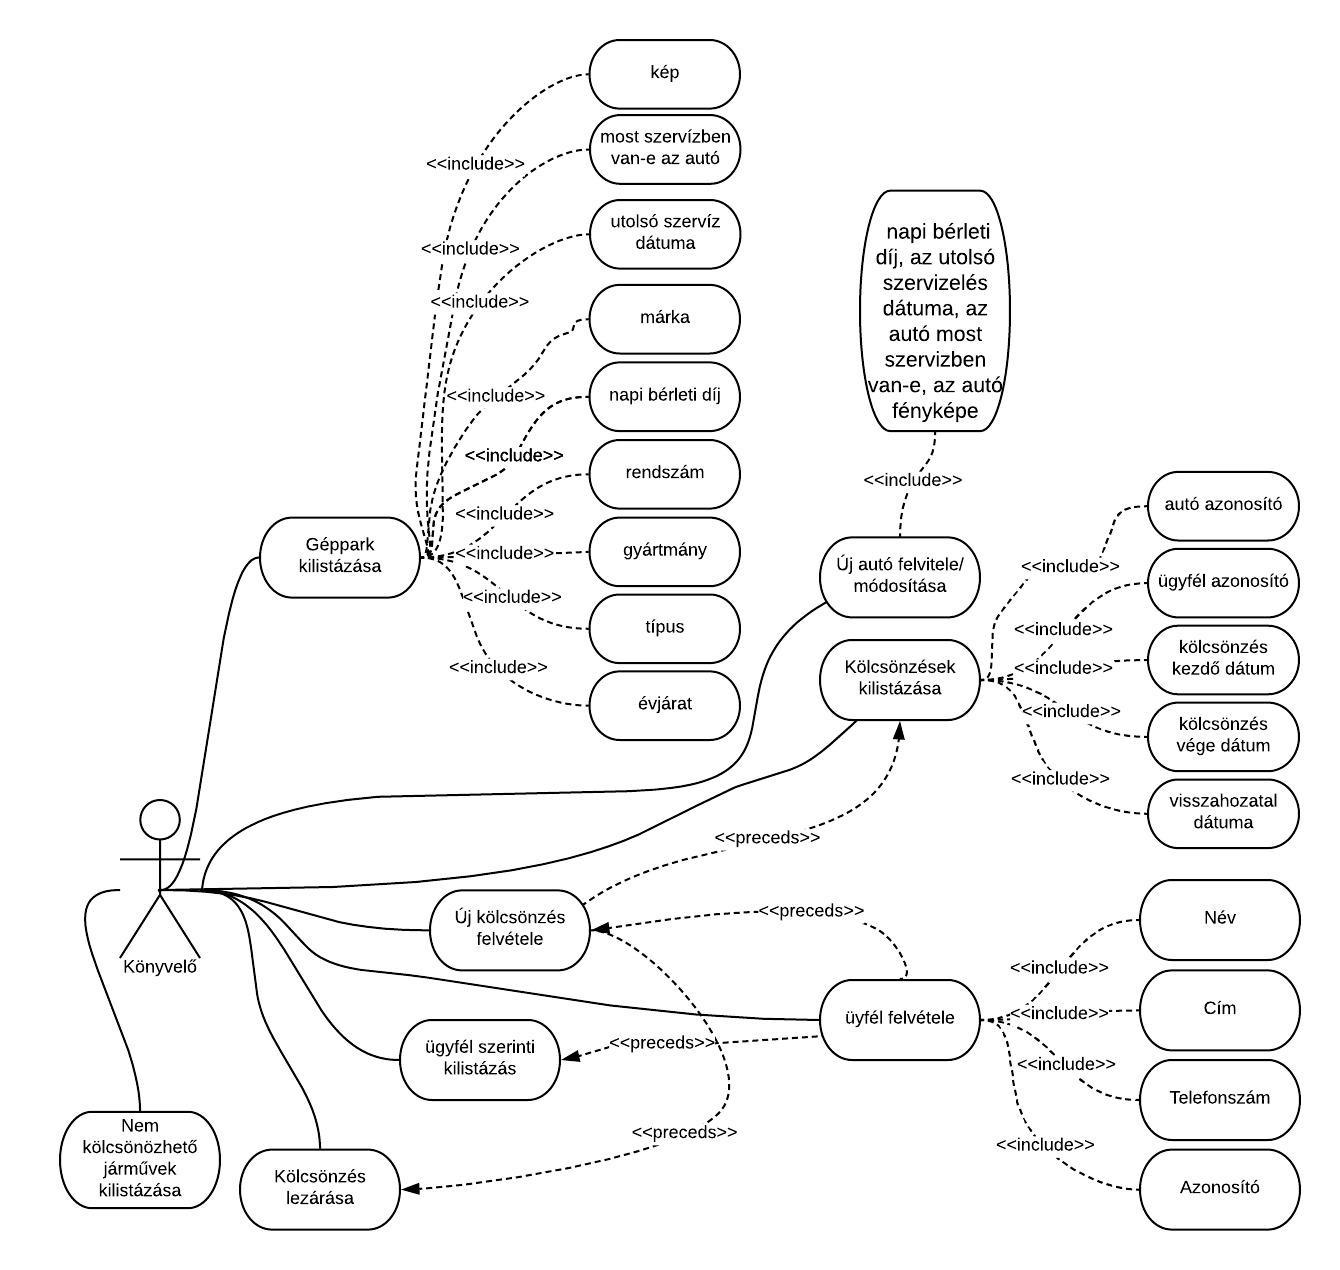 kép
most szervízben
van-e az autó
<<include>>
utolsó szervíz
dátuma
<<include>>
<<include>>
márka
<<include>>
napi bérleti díj
<<include>>
rendszám
<<include>>
gyártmány
<<include>>
típus
<<include>>
évjárat
<<include>>
Géppark
kilistázása
napi bérleti
díj, az utolsó
szervizelés
dátuma, az
autó most
szervizben
van-e, az autó
fényképe
<<include>>
Új autó felvitele/
módosítása
Kölcsönzések
kilistázása
autó azonosító
<<include>>
ügyfél azonosító
<<include>>
kölcsönzés
kezdő dátum
<<include>>
kölcsönzés
vége dátum
<<include>>
visszahozatal
dátuma
<<include>>
<<preceds>>
Könyvelő
Új kölcsönzés
felvétele
<<preceds>>
üyfél felvétele
Név
<<include>>
Cím
<<include>>
Telefonszám
<<include>>
Azonosító
<<include>>
ügyfél szerinti
kilistázás
<<preceds>>
<<preceds>>
Nem
kölcsönözhető
járművek
kilistázása
Kölcsönzés
lezárása